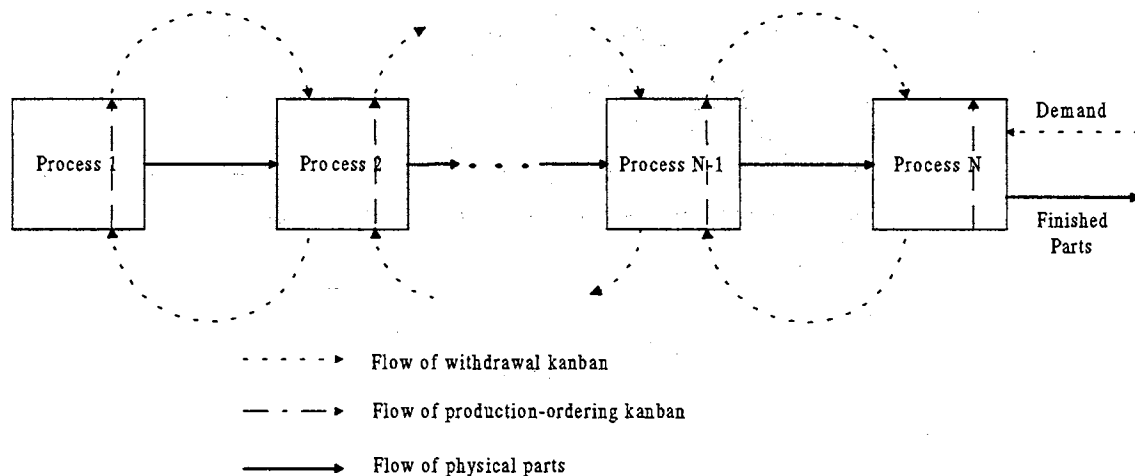 Demand
Process 1
Process 2
Process N-1
Process N
Finished
Parts
Flow of withdrawal kanban
Flow of production-ordering kanban
Flow of physical parts